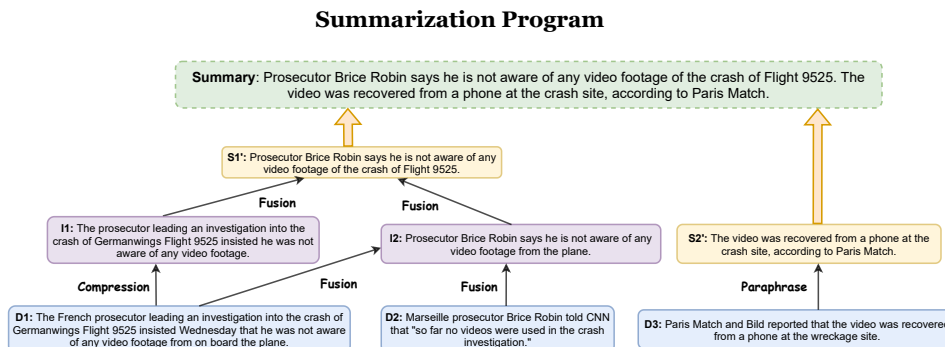 Summarization Program
Summary: Prosecutor Brice Robin says he is not aware of any video footage of the crash of Flight 9525. The
video was recovered from a phone at the crash site, according to Paris Match.
S1': Prosecutor Brice Robin says he is not aware of any
video footage of the crash of Flight 9525.
Fusion
Fusion
I1: The prosecutor leading an investigation into the
crash of Germanwings Flight 9525 insisted he was not
aware of any video footage.
I2: Prosecutor Brice Robin says he is not aware of any
video footage from the plane.
S2': The video was recovered from a phone at the
crash site, according to Paris Match.
Compression
Fusion
Fusion
Paraphrase
D1: The French prosecutor leading an investigation into the crash of
Germanwings Flight 9525 insisted Wednesday that he was not aware
of any video footage from on board the plane.
D2: Marseille prosecutor Brice Robin told CNN
that "so far no videos were used in the crash
investigation."
D3: Paris Match and Bild reported that the video was recovered
from a phone at the wreckage site.